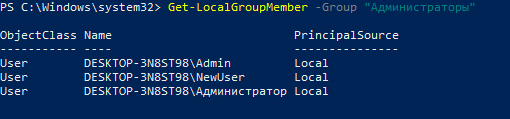 PS C:\Windows\system32> Get-LocalGroupMember -Group "Администраторы"
ObjectClass Name PrincipalSource
----------- ---- ---------------
User DESKTOP-3N8ST98\Admin Local
User DESKTOP-3N8ST98\NewUser Local
User DESKTOP-3N8ST98\Администратор Local